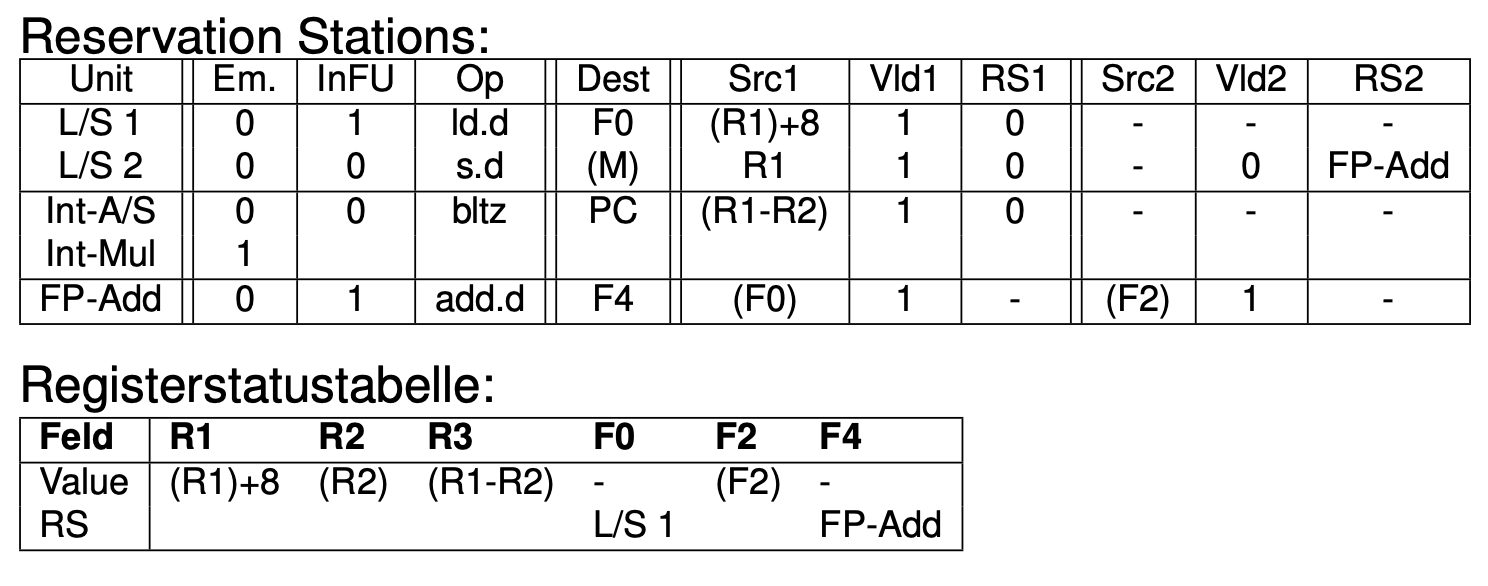 Reservation Stations:
Unit Em. InFU Op Dest Src1 Vld1 RS1 Src2 Vld2 RS2
L/S 1 0 1 ld.d F0 (R1)+8 1 0 - - -
L/S 2 0 0 s.d (M) R1 1 0 - 0 FP-Add
Int-A/S 0 0 bltz PC (R1-R2) 1 0 - - -
Int-Mul 1
FP-Add 0 1 add.d F4 (F0) 1 - (F2) 1 -
Registerstatustabelle:
Feld R1 R2 R3 F0 F2 F4
Value (R1)+8 (R2) (R1-R2) - (F2) -
RS L/S 1 FP-Add